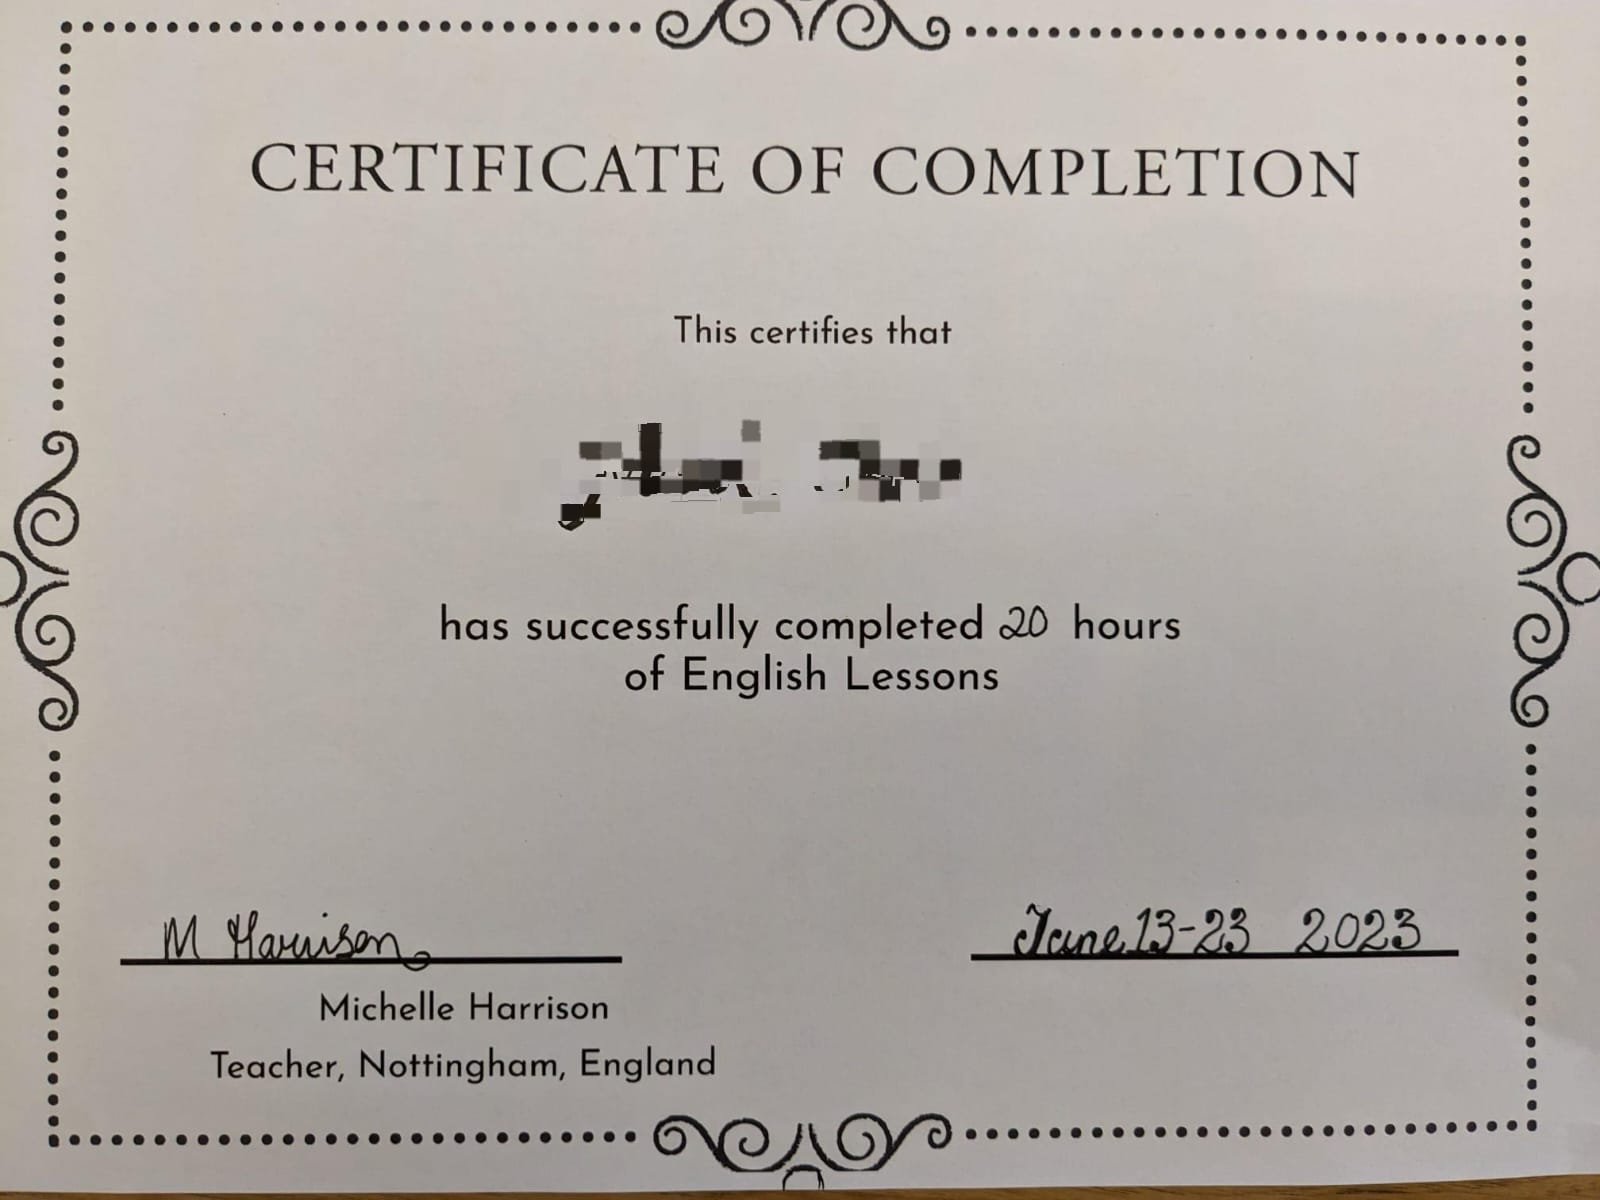 CERTIFICATE OF COMPLETION
This certifies that
has successfully completed 20 hours
of English Lessons
M Harrison
June 13-23 2023
Michelle Harrison
Teacher, Nottingham, England